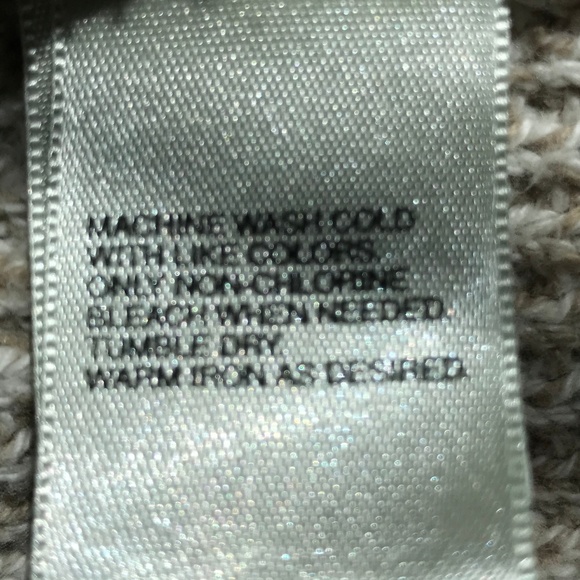 MACHINE WASH COLD
WITH LIKE COLORS.
ONLY NON-CHLORINE
BLEACH WHEN NEEDED.
TUMBLE DRY.
WARM IRON AS DESIRED.